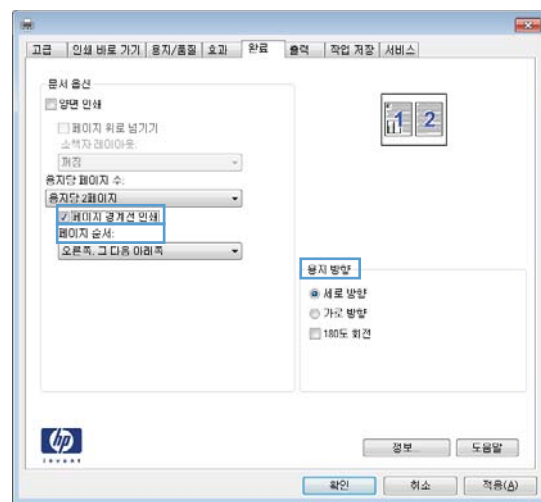 고급 인쇄 바로 가기 용지/품질 효과 완료 출력 작업 저장 서비스
문서 옵션
양면 인쇄
페이지 위로 넘기기
소책자 레이아웃:
꺼짐
용지당 페이지 수:
용지당 2페이지
페이지 경계선 인쇄
페이지 순서:
오른쪽, 그 다음 아래쪽
1 2
용지 방향
세로 방향
가로 방향
180도 회전
hp
invent
정보... 도움말
확인 취소 적용(A)